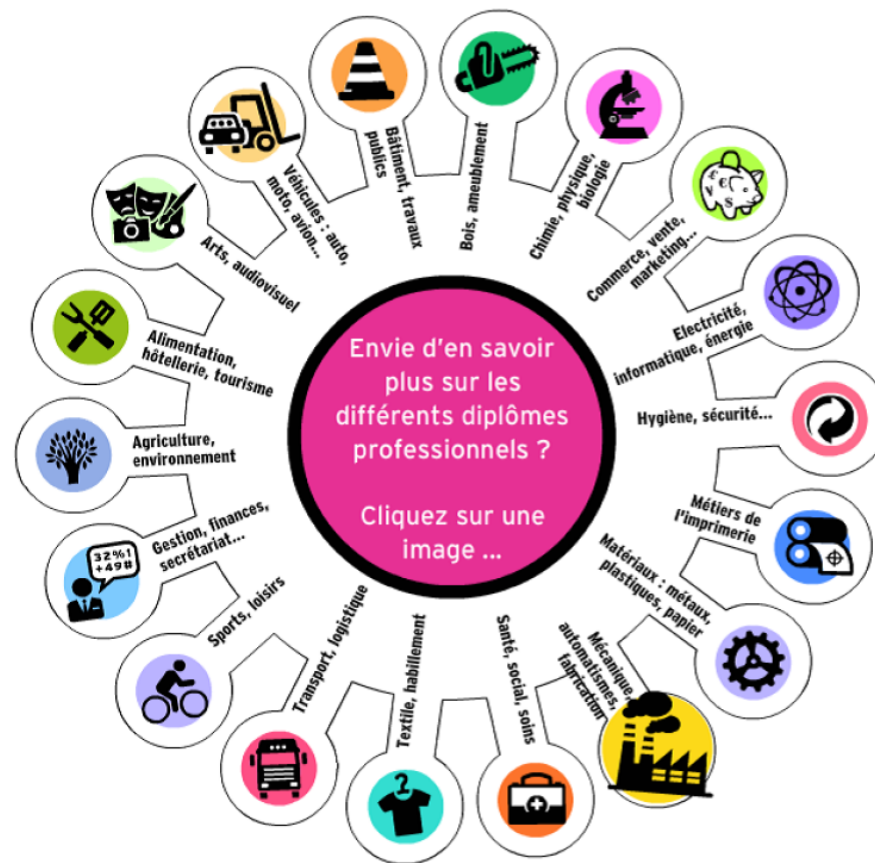 Envie d'en savoir
plus sur les
différents diplômes
professionnels ?
Cliquez sur une
image ...
Bâtiment, travaux
publics
Bois, ameublement
Chimie, physique,
biologie
Commerce, vente,
marketing...
Electricité,
informatique, énergie
Hygiène, sécurité...
Métiers de
l'imprimerie
Matériaux : métaux,
plastiques, papier
Mécanique,
automatismes,
fabrication
Santé, social, soins
Textile, habillement
Transport, logistique
Sports, loisirs
Gestion, finances,
secrétariat...
32%!
+49#
Agriculture,
environnement
Alimentation,
hôtellerie, tourisme
Arts, audiovisuel
Véhicules : auto,
moto, avion...